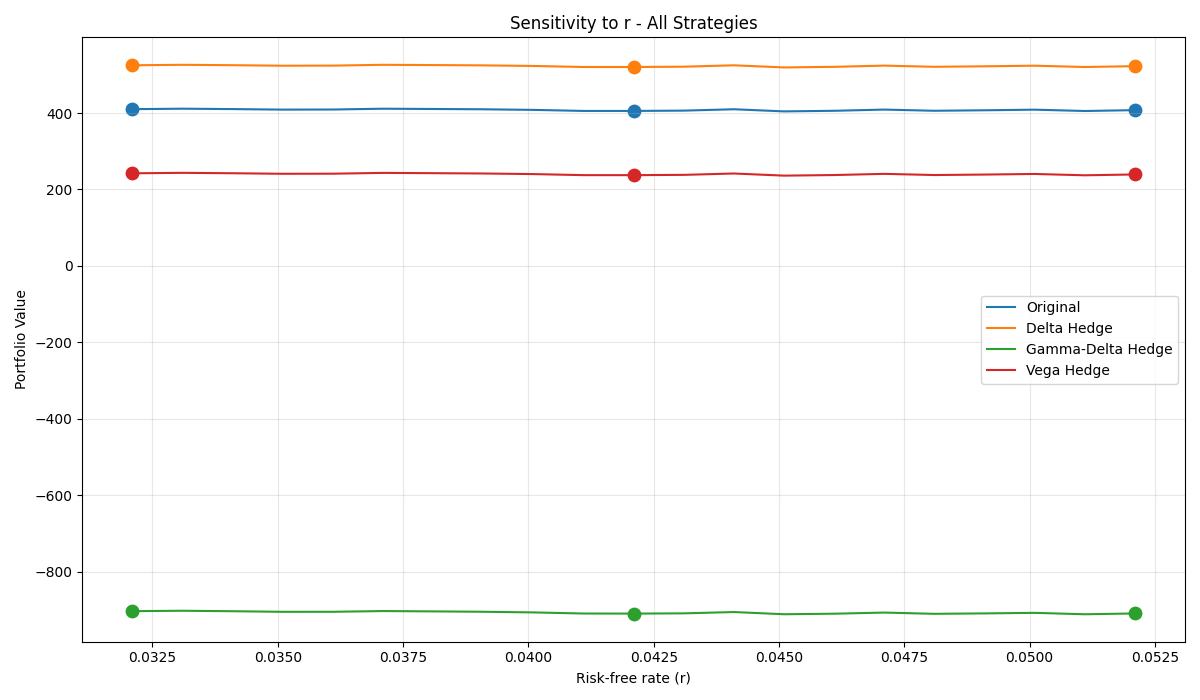 Sensitivity to r - All Strategies
Portfolio Value
400
200
0
−200
−400
−600
−800
Original
Delta Hedge
Gamma-Delta Hedge
Vega Hedge
0.0325 0.0350 0.0375 0.0400 0.0425 0.0450 0.0475 0.0500 0.0525
Risk-free rate (r)